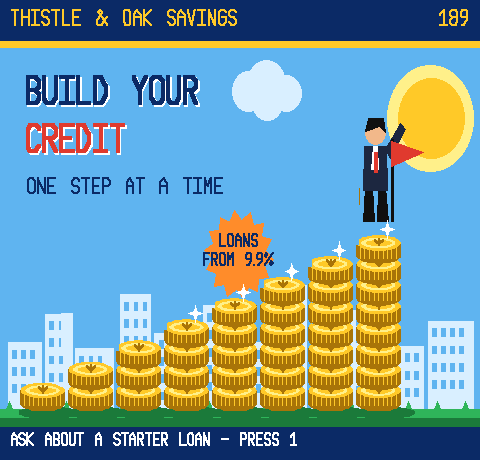 THISTLE & OAK SAVINGS 189
BUILD YOUR
CREDIT
ONE STEP AT A TIME
LOANS
FROM 9.9%
ASK ABOUT A STARTER LOAN – PRESS 1